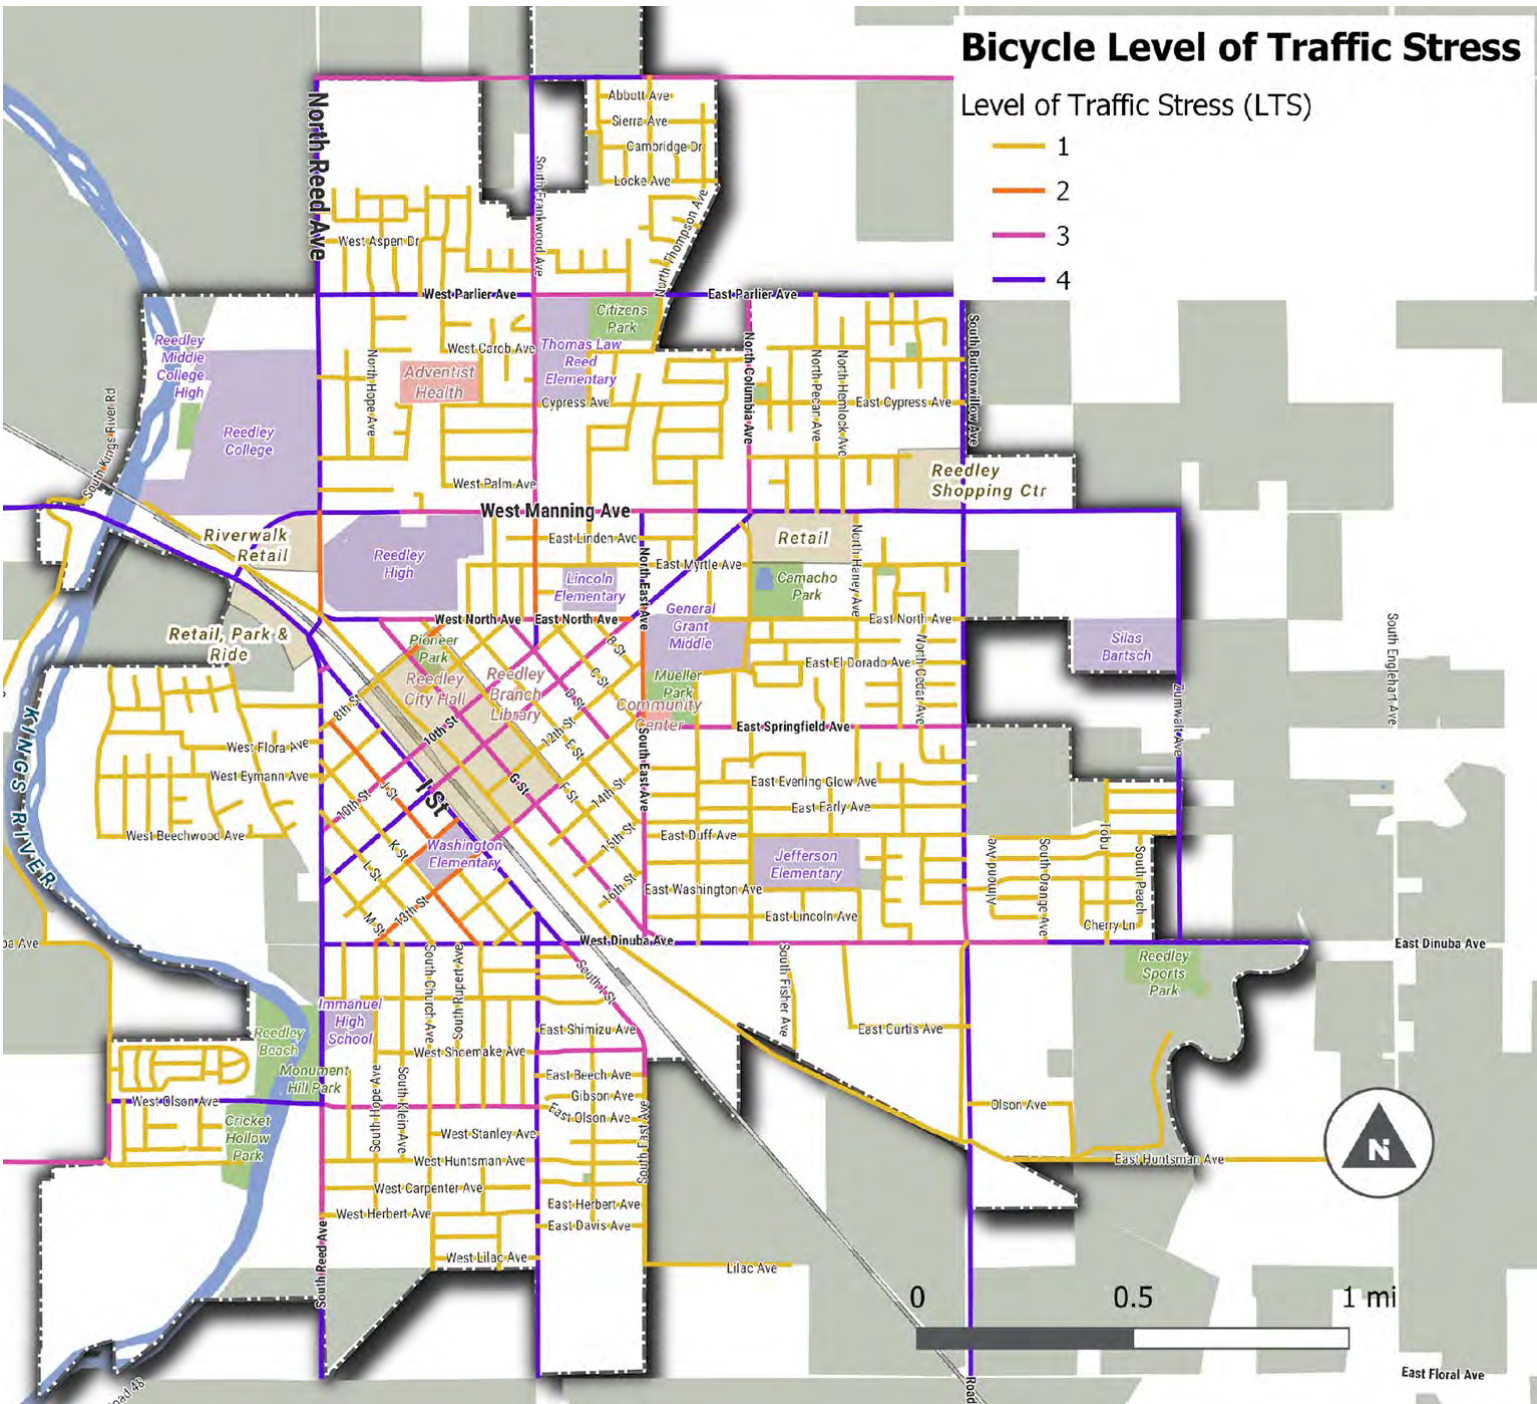 Bicycle Level of Traffic Stress
Level of Traffic Stress (LTS)
1
2
3
4
North Reed Ave
South Frankwood Ave
Abbott Ave
Sierra Ave
Cambridge Dr
Locke Ave
North Thompson Ave
West Aspen Dr
West Parlier Ave
East Parlier Ave
Citizens
Park
Reedley
Middle
College
High
Thomas Law
Reed
Elementary
West Carob Ave
Adventist
Health
North Hope Ave
North Columbia Ave
North Pecan Ave
North Hemlock Ave
South Buttonwillow Ave
Cypress Ave
East Cypress Ave
South Kings River Rd
Reedley
College
West Palm Ave
Reedley
Shopping Ctr
West Manning Ave
Riverwalk
Retail
Reedley
High
East Linden Ave
Retail
North East Ave
East Myrtle Ave
North Haney Ave
Lincoln
Elementary
Camacho
Park
General
Grant
Middle
West North Ave
East North Ave
East North Ave
Retail, Park &
Ride
Pioneer
Park
Reedley
City Hall
Reedley
Branch
Library
B St
C St
D St
East El Dorado Ave
North Cedar Ave
Silas
Bartsch
South Englehart Ave
Zumwalt Ave
Mueller
Park
Community
Center
8th St
10th St
12th St
E St
East Springfield Ave
KINGS RIVER
West Flora Ave
West Eymann Ave
South East Ave
I St
J St
10th St
G St
F St
14th St
East Evening Glow Ave
East Early Ave
West Beechwood Ave
K St
L St
Washington
Elementary
15th St
East Duff Ave
Jefferson
Elementary
Almond Ave
South Orange Ave
Tobu
South Peach
16th St
East Washington Ave
East Lincoln Ave
M St
13th St
Cherry Ln
West Dinuba Ave
East Dinuba Ave
South Church Ave
South Rupert Ave
South I St
South Fisher Ave
Reedley
Sports
Park
Immanuel
High
School
Reedley
Beach
East Shimizu Ave
East Curtis Ave
West Shoemake Ave
Monument
Hill Park
South Hope Ave
South Klein Ave
East Beech Ave
Gibson Ave
East Olson Ave
West Olson Ave
Olson Ave
Cricket
Hollow
Park
West Stanley Ave
South East Ave
West Huntsman Ave
East Huntsman Ave
N
West Carpenter Ave
East Herbert Ave
West Herbert Ave
East Davis Ave
South Reed Ave
West Lilac Ave
Lilac Ave
0
0.5
1 mi
East Floral Ave
Road